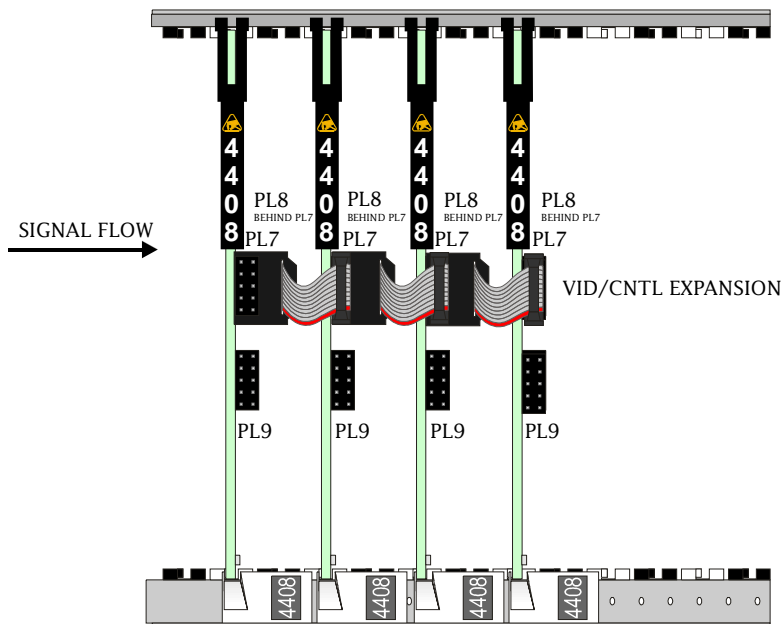 4408 4408 4408 4408
PL8 PL8 PL8 PL8
BEHIND PL7 BEHIND PL7 BEHIND PL7 BEHIND PL7
SIGNAL FLOW
PL7 PL7 PL7 PL7
VID/CNTL EXPANSION
PL9 PL9 PL9 PL9
4408 4408 4408 4408